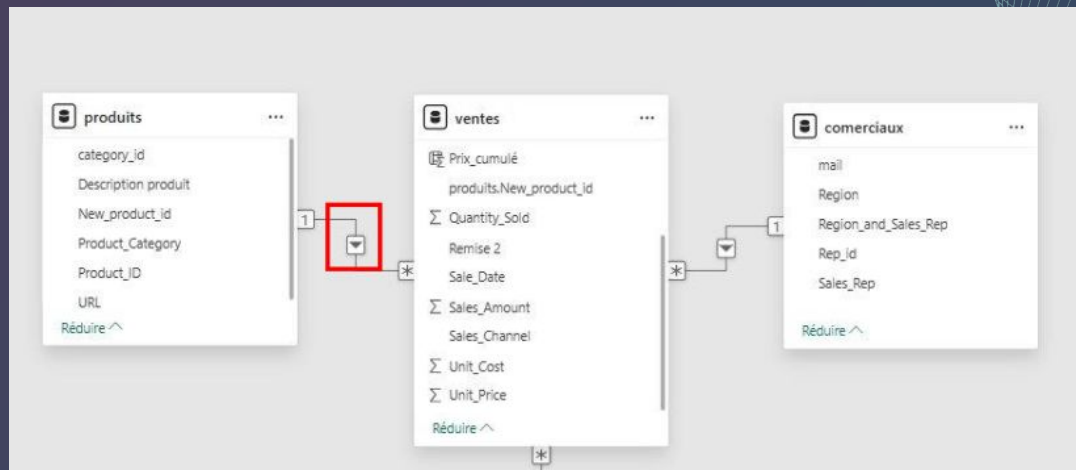 produits
category_id
Description produit
New_product_id
Product_Category
Product_ID
URL
Réduire
1
*
ventes
Prix_cumulé
produits.New_product_id
Quantity_Sold
Remise 2
Sale_Date
Sales_Amount
Sales_Channel
Unit_Cost
Unit_Price
Réduire
*
*
1
comerciaux
mail
Region
Region_and_Sales_Rep
Rep_id
Sales_Rep
Réduire